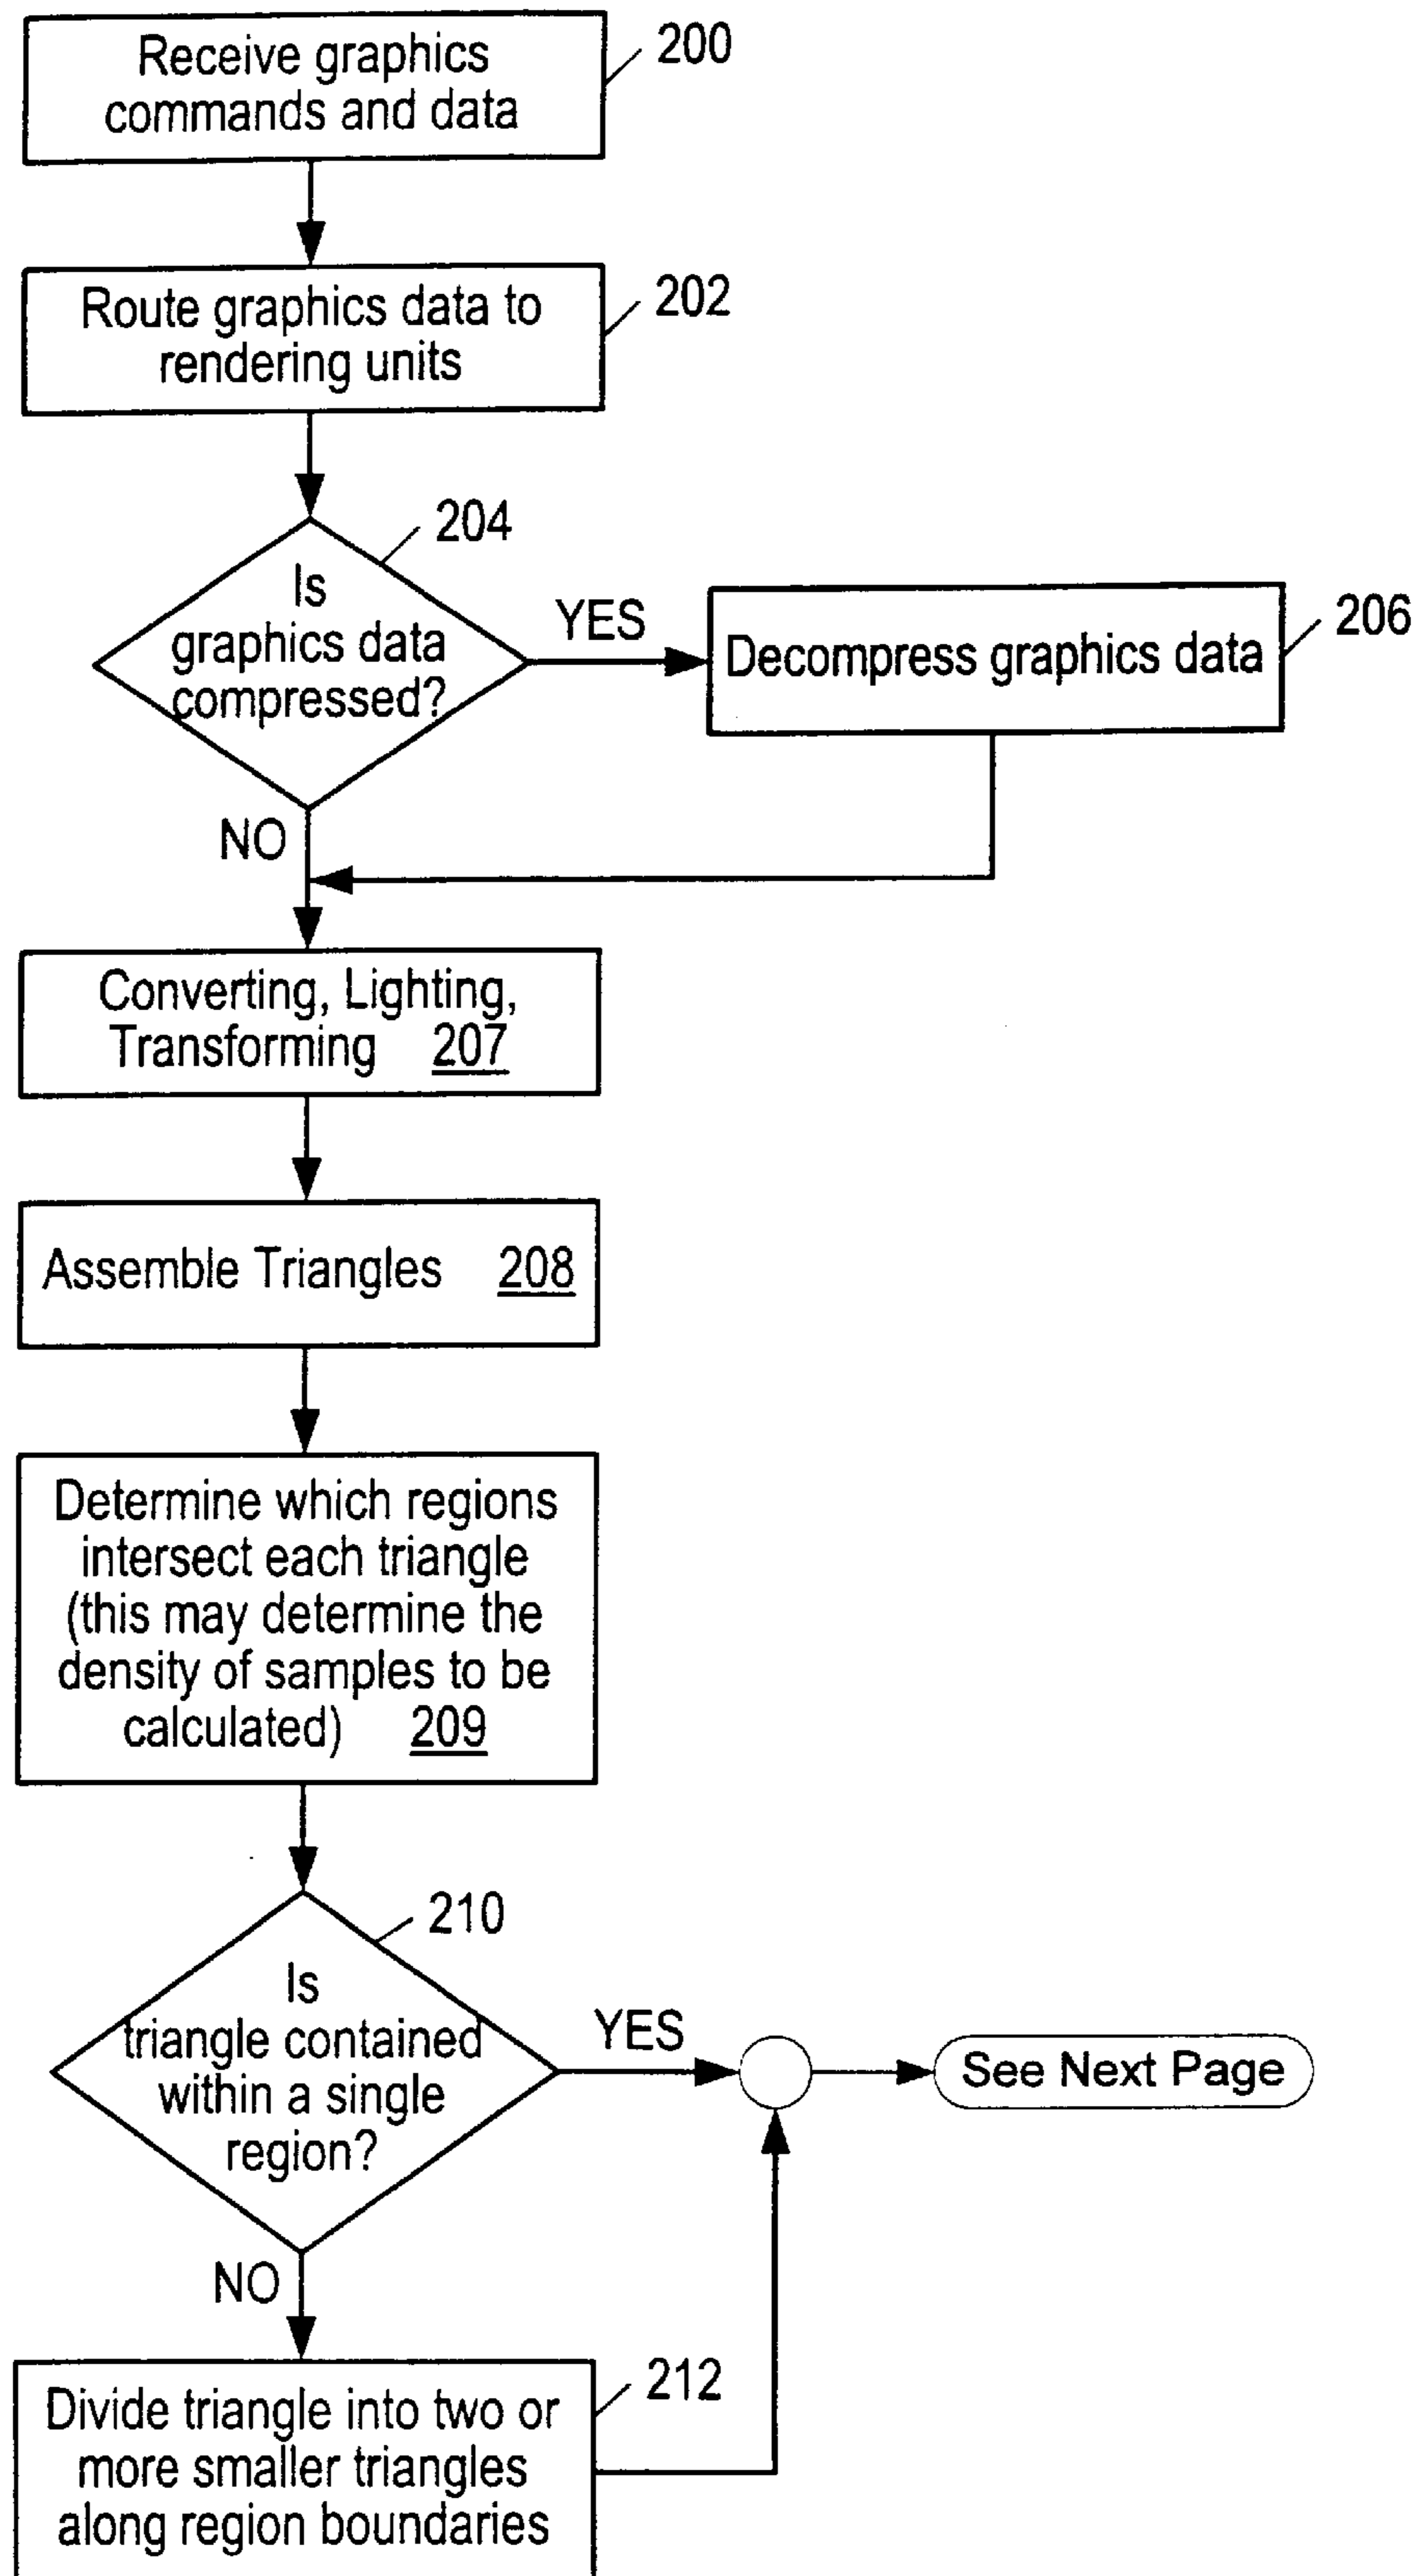 Receive graphics
commands and data
200
Route graphics data to
rendering units
202
204
Is
graphics data
compressed?
YES
Decompress graphics data
206
NO
Converting, Lighting,
Transforming 207
Assemble Triangles 208
Determine which regions
intersect each triangle
(this may determine the
density of samples to be
calculated) 209
210
Is
triangle contained
within a single
region?
YES
See Next Page
NO
212
Divide triangle into two or
more smaller triangles
along region boundaries